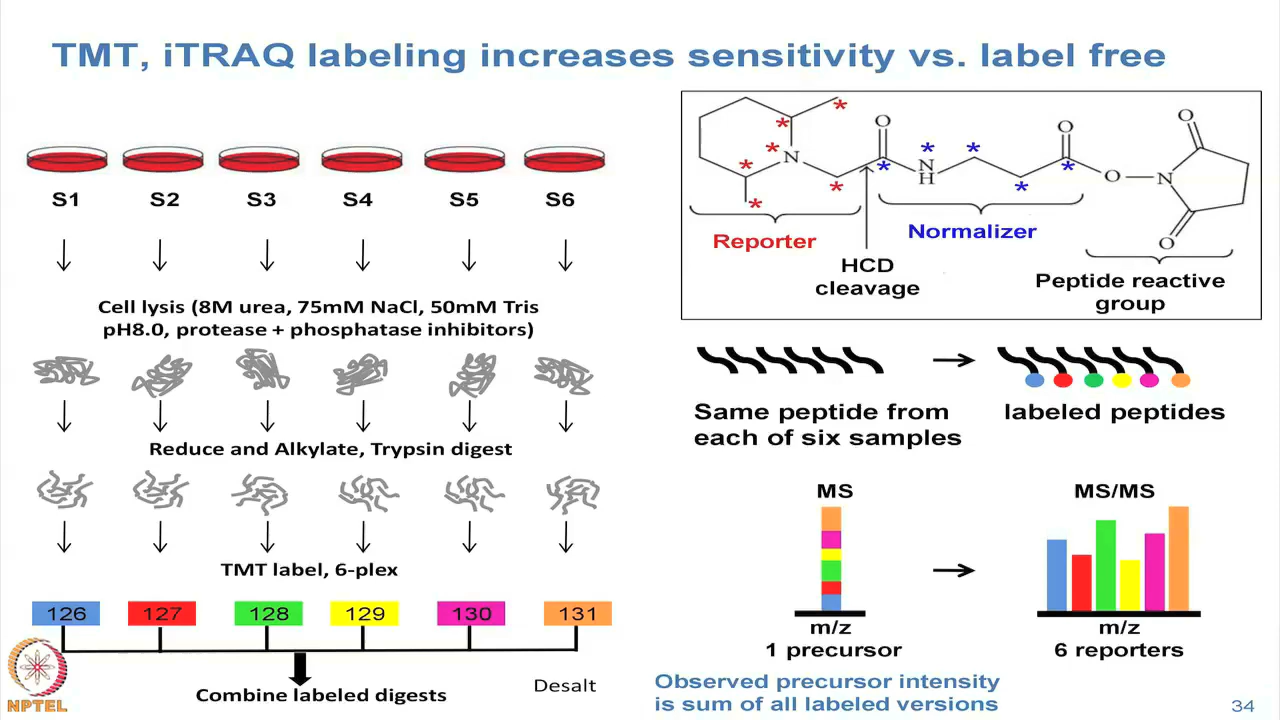 TMT, iTRAQ labeling increases sensitivity vs. label free
S1 S2 S3 S4 S5 S6
Cell lysis (8M urea, 75mM NaCl, 50mM Tris
pH8.0, protease + phosphatase inhibitors)
Reduce and Alkylate, Trypsin digest
TMT label, 6-plex
126 127 128 129 130 131
Combine labeled digests
Desalt
NPTEL
O O O
N N H O N
O
* * * * * *
* * * * *
Reporter
Normalizer
HCD
cleavage
Peptide reactive
group
Same peptide from
each of six samples
labeled peptides
MS
m/z
1 precursor
MS/MS
m/z
6 reporters
Observed precursor intensity
is sum of all labeled versions
34